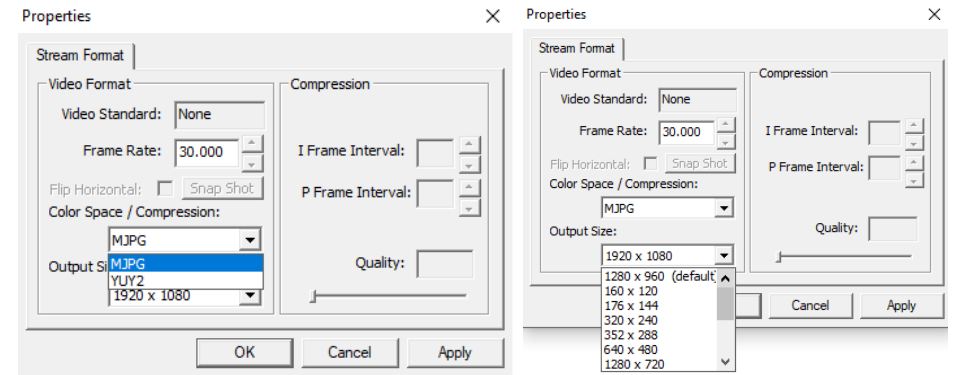 Properties
Stream Format
Video Format
Video Standard: None
Frame Rate: 30.000
Flip Horizontal: Snap Shot
Color Space / Compression:
MJPG
MJPG
YUY2
Output Si
1920 x 1080
Compression
I Frame Interval:
P Frame Interval:
Quality:
OK Cancel Apply
Properties
Stream Format
Video Format
Video Standard: None
Frame Rate: 30.000
Flip Horizontal: Snap Shot
Color Space / Compression:
MJPG
Output Size:
1920 x 1080
1280 x 960 (default)
160 x 120
176 x 144
320 x 240
352 x 288
640 x 480
1280 x 720
Compression
I Frame Interval:
P Frame Interval:
Quality:
Cancel Apply